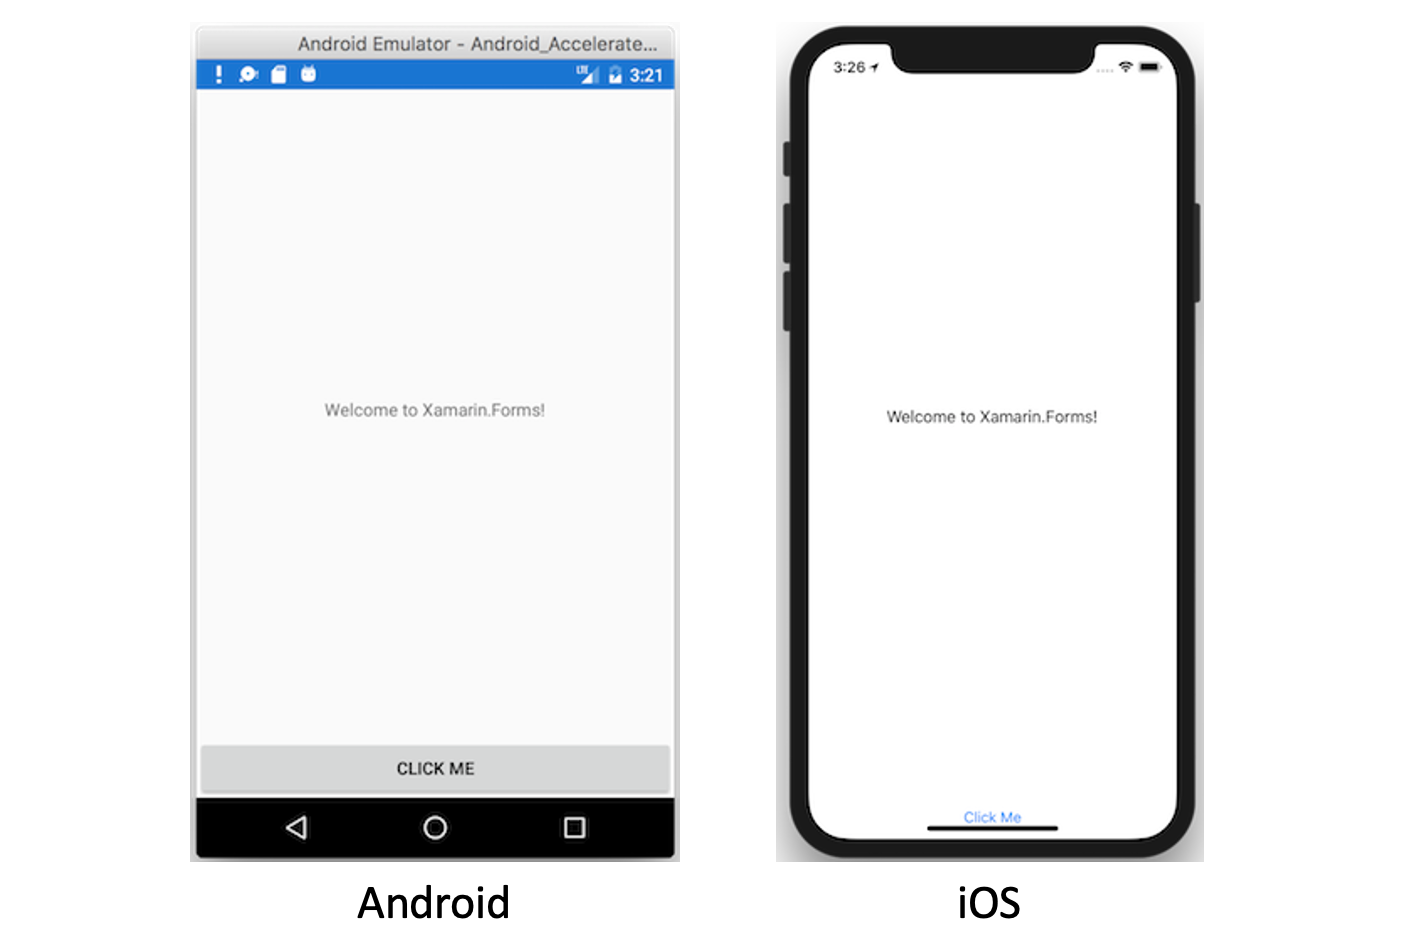 Android Emulator - Android_Accelerate...
LTE 3:21
Welcome to Xamarin.Forms!
CLICK ME
Android
3:26
Welcome to Xamarin.Forms!
Click Me
iOS